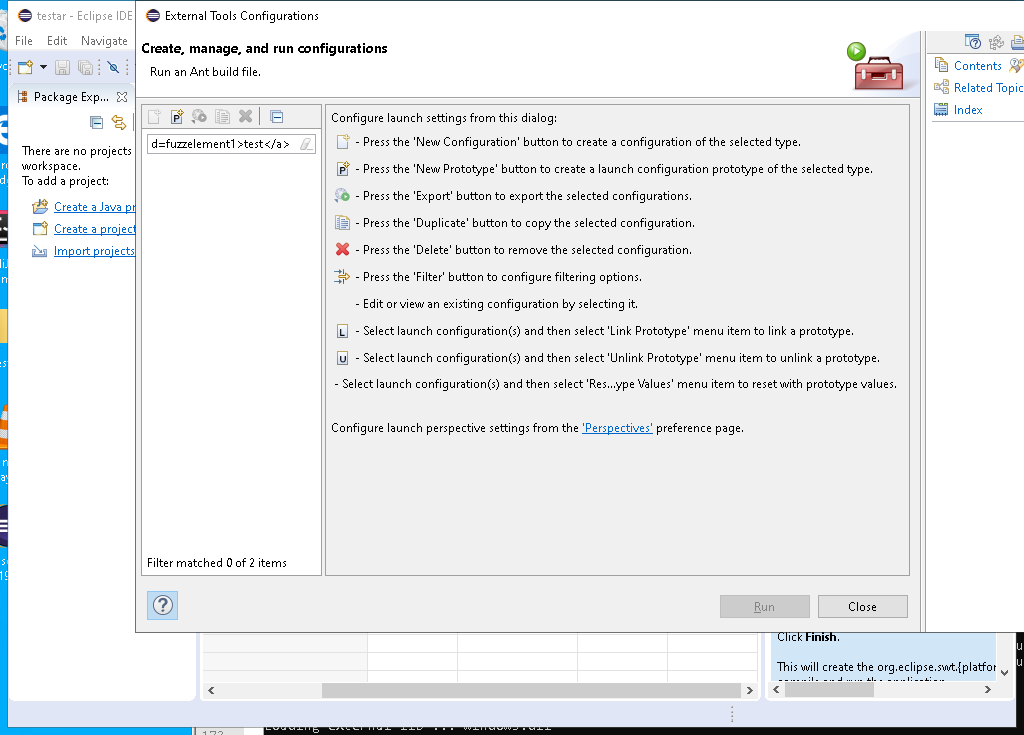 testar - Eclipse IDE
External Tools Configurations
File Edit Navigate
Create, manage, and run configurations
Run an Ant build file.
Package Exp...
Contents
Related Topic
Index
d=fuzzelement1>test</a>
There are no projects
workspace.
To add a project:
Create a Java pr
Create a project
Import projects
Configure launch settings from this dialog:
- Press the 'New Configuration' button to create a configuration of the selected type.
- Press the 'New Prototype' button to create a launch configuration prototype of the selected type.
- Press the 'Export' button to export the selected configurations.
- Press the 'Duplicate' button to copy the selected configuration.
- Press the 'Delete' button to remove the selected configuration.
- Press the 'Filter' button to configure filtering options.
- Edit or view an existing configuration by selecting it.
- Select launch configuration(s) and then select 'Link Prototype' menu item to link a prototype.
- Select launch configuration(s) and then select 'Unlink Prototype' menu item to unlink a prototype.
- Select launch configuration(s) and then select 'Res...ype Values' menu item to reset with prototype values.
Configure launch perspective settings from the 'Perspectives' preference page.
Filter matched 0 of 2 items
Run
Close
Click Finish.
This will create the org.eclipse.swt.{platfor
compile and run the application.
Loading external lib ... windows.dll